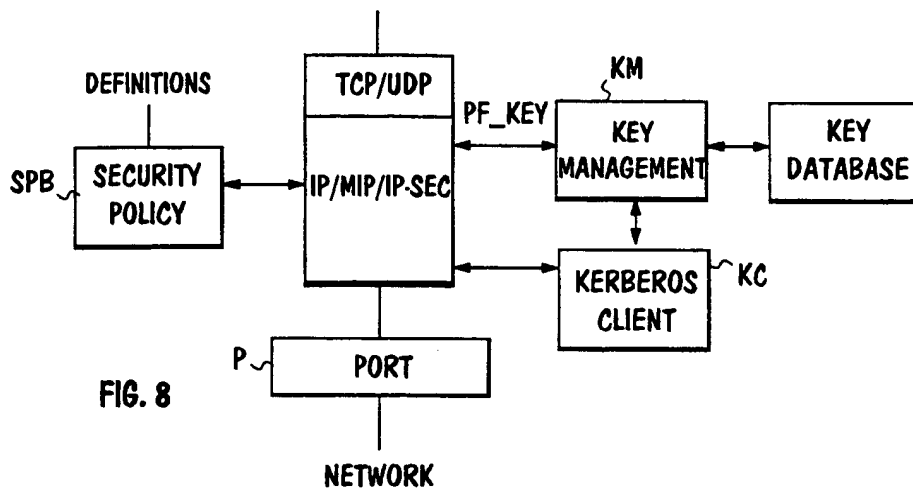 DEFINITIONS
SPB
SECURITY
POLICY
TCP/UDP
IP/MIP/IP-SEC
PF_KEY
KM
KEY
MANAGEMENT
KEY
DATABASE
KERBEROS
CLIENT
KC
P
PORT
FIG. 8
NETWORK